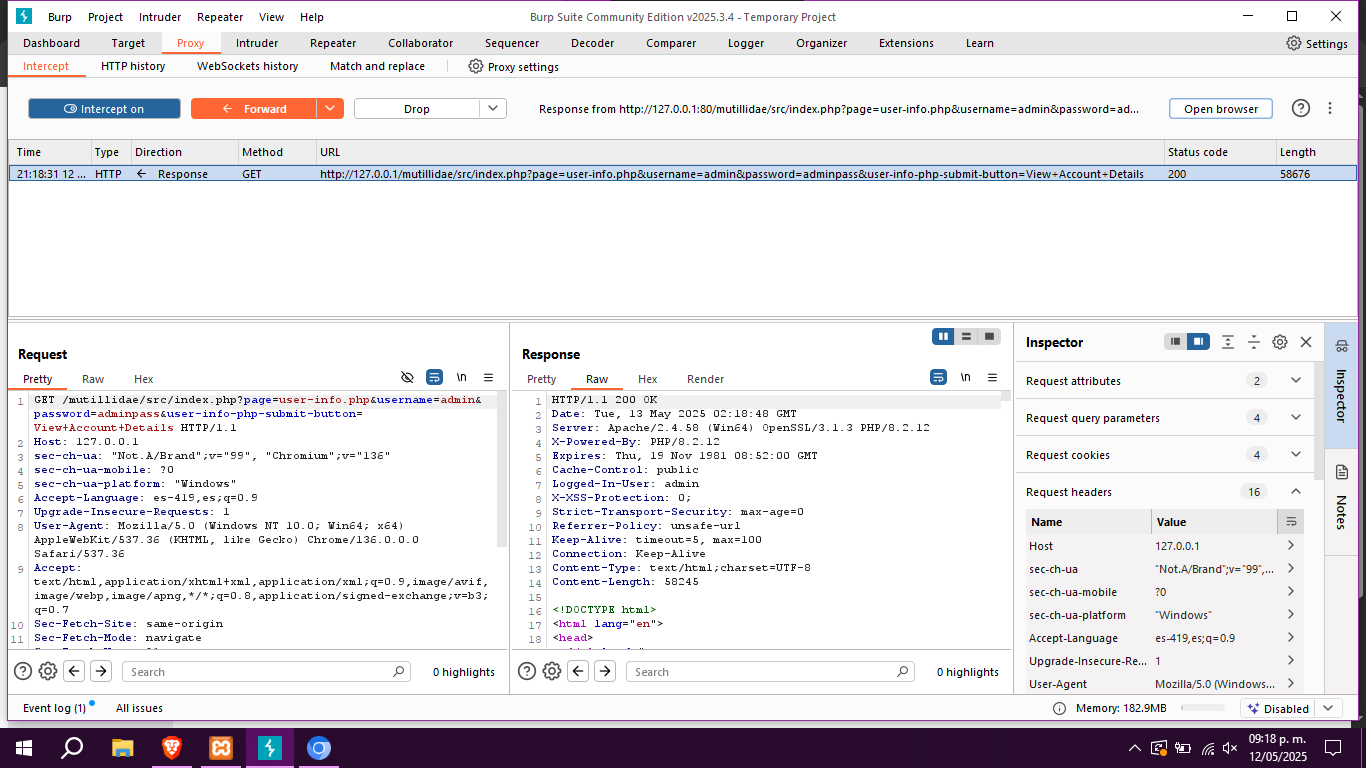 Burp Project Intruder Repeater View Help Burp Suite Community Edition v2025.3.4 - Temporary Project
Dashboard Target Proxy Intruder Repeater Collaborator Sequencer Decoder Comparer Logger Organizer Extensions Learn Settings
Intercept HTTP history WebSockets history Match and replace Proxy settings
Intercept on Forward Drop Response from http://127.0.0.1:80/mutillidae/src/index.php?page=user-info.php&username=admin&password=ad... Open browser
Time Type Direction Method URL Status code Length
21:18:31 12 ... HTTP Response GET http://127.0.0.1/mutillidae/src/index.php?page=user-info.php&username=admin&password=adminpass&user-info-php-submit-button=View+Account+Details 200 58676
Request
Pretty Raw Hex \n
1 GET /mutillidae/src/index.php?page=user-info.php&username=admin&
password=adminpass&user-info-php-submit-button=
View+Account+Details HTTP/1.1
2 Host: 127.0.0.1
3 sec-ch-ua: "Not.A/Brand";v="99", "Chromium";v="136"
4 sec-ch-ua-mobile: ?0
5 sec-ch-ua-platform: "Windows"
6 Accept-Language: es-419,es;q=0.9
7 Upgrade-Insecure-Requests: 1
8 User-Agent: Mozilla/5.0 (Windows NT 10.0; Win64; x64)
AppleWebKit/537.36 (KHTML, like Gecko) Chrome/136.0.0.0
Safari/537.36
9 Accept:
text/html,application/xhtml+xml,application/xml;q=0.9,image/avif,
image/webp,image/apng,*/*;q=0.8,application/signed-exchange;v=b3;
q=0.7
10 Sec-Fetch-Site: same-origin
11 Sec-Fetch-Mode: navigate
Search 0 highlights
Response
Pretty Raw Hex Render \n
1 HTTP/1.1 200 OK
2 Date: Tue, 13 May 2025 02:18:48 GMT
3 Server: Apache/2.4.58 (Win64) OpenSSL/3.1.3 PHP/8.2.12
4 X-Powered-By: PHP/8.2.12
5 Expires: Thu, 19 Nov 1981 08:52:00 GMT
6 Cache-Control: public
7 Logged-In-User: admin
8 X-XSS-Protection: 0;
9 Strict-Transport-Security: max-age=0
10 Referrer-Policy: unsafe-url
11 Keep-Alive: timeout=5, max=100
12 Connection: Keep-Alive
13 Content-Type: text/html;charset=UTF-8
14 Content-Length: 58245
15
16 <!DOCTYPE html>
17 <html lang="en">
18 <head>
Search 0 highlights
Inspector
Request attributes 2
Request query parameters 4
Request cookies 4
Request headers 16
Name Value
Host 127.0.0.1
sec-ch-ua "Not.A/Brand";v="99",...
sec-ch-ua-mobile ?0
sec-ch-ua-platform "Windows"
Accept-Language es-419,es;q=0.9
Upgrade-Insecure-Re... 1
User-Agent Mozilla/5.0 (Windows...
Inspector
Notes
Event log (1) All issues Memory: 182.9MB Disabled
09:18 p. m.
12/05/2025